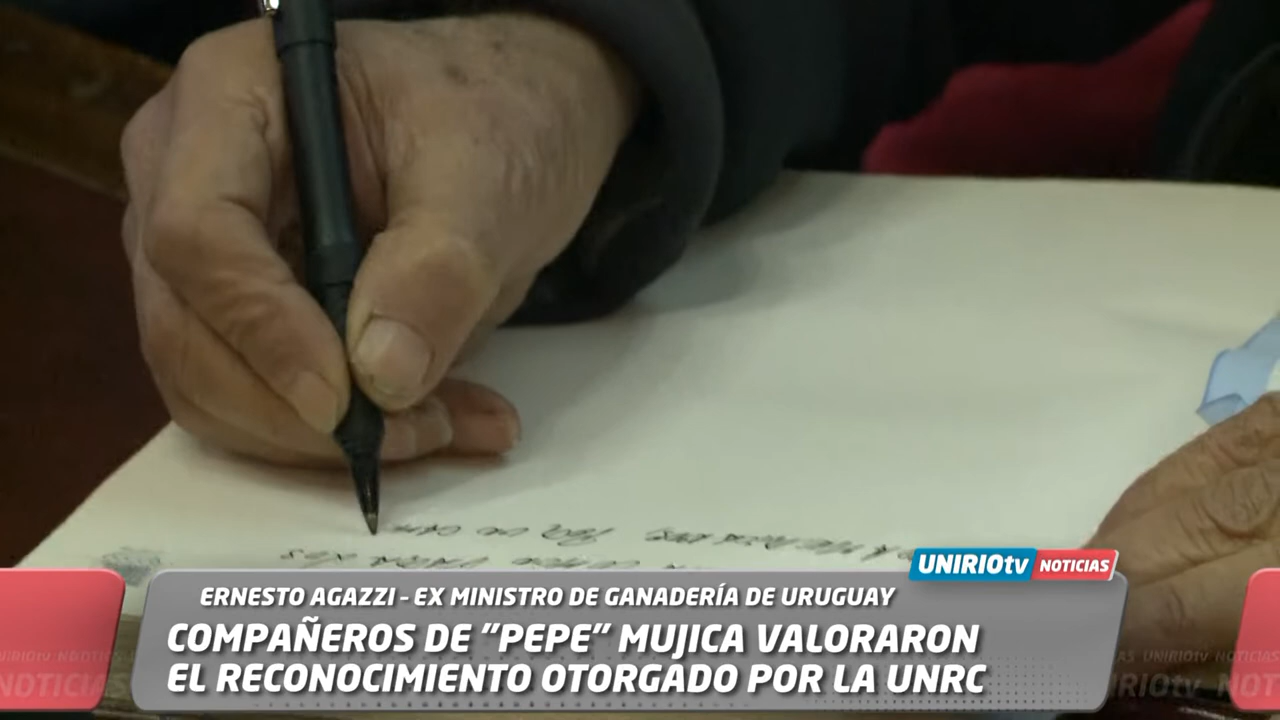 UNIRIOtv NOTICIAS
ERNESTO AGAZZI - EX MINISTRO DE GANADERÍA DE URUGUAY
COMPAÑEROS DE "PEPE" MUJICA VALORARON
EL RECONOCIMIENTO OTORGADO POR LA UNRC